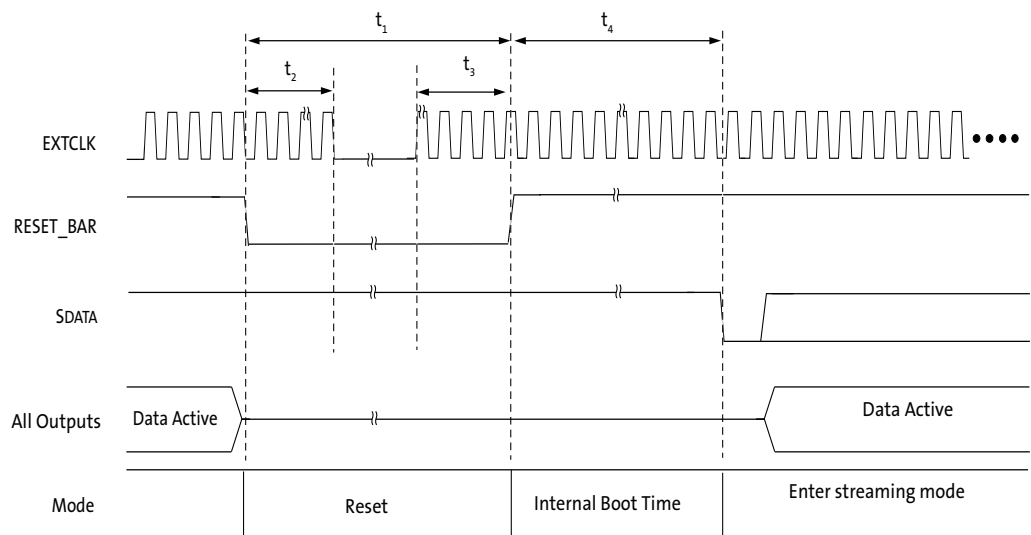 t1
t4
t2
t3
EXTCLK
RESET_BAR
SDATA
All Outputs
Data Active
Data Active
Mode
Reset
Internal Boot Time
Enter streaming mode